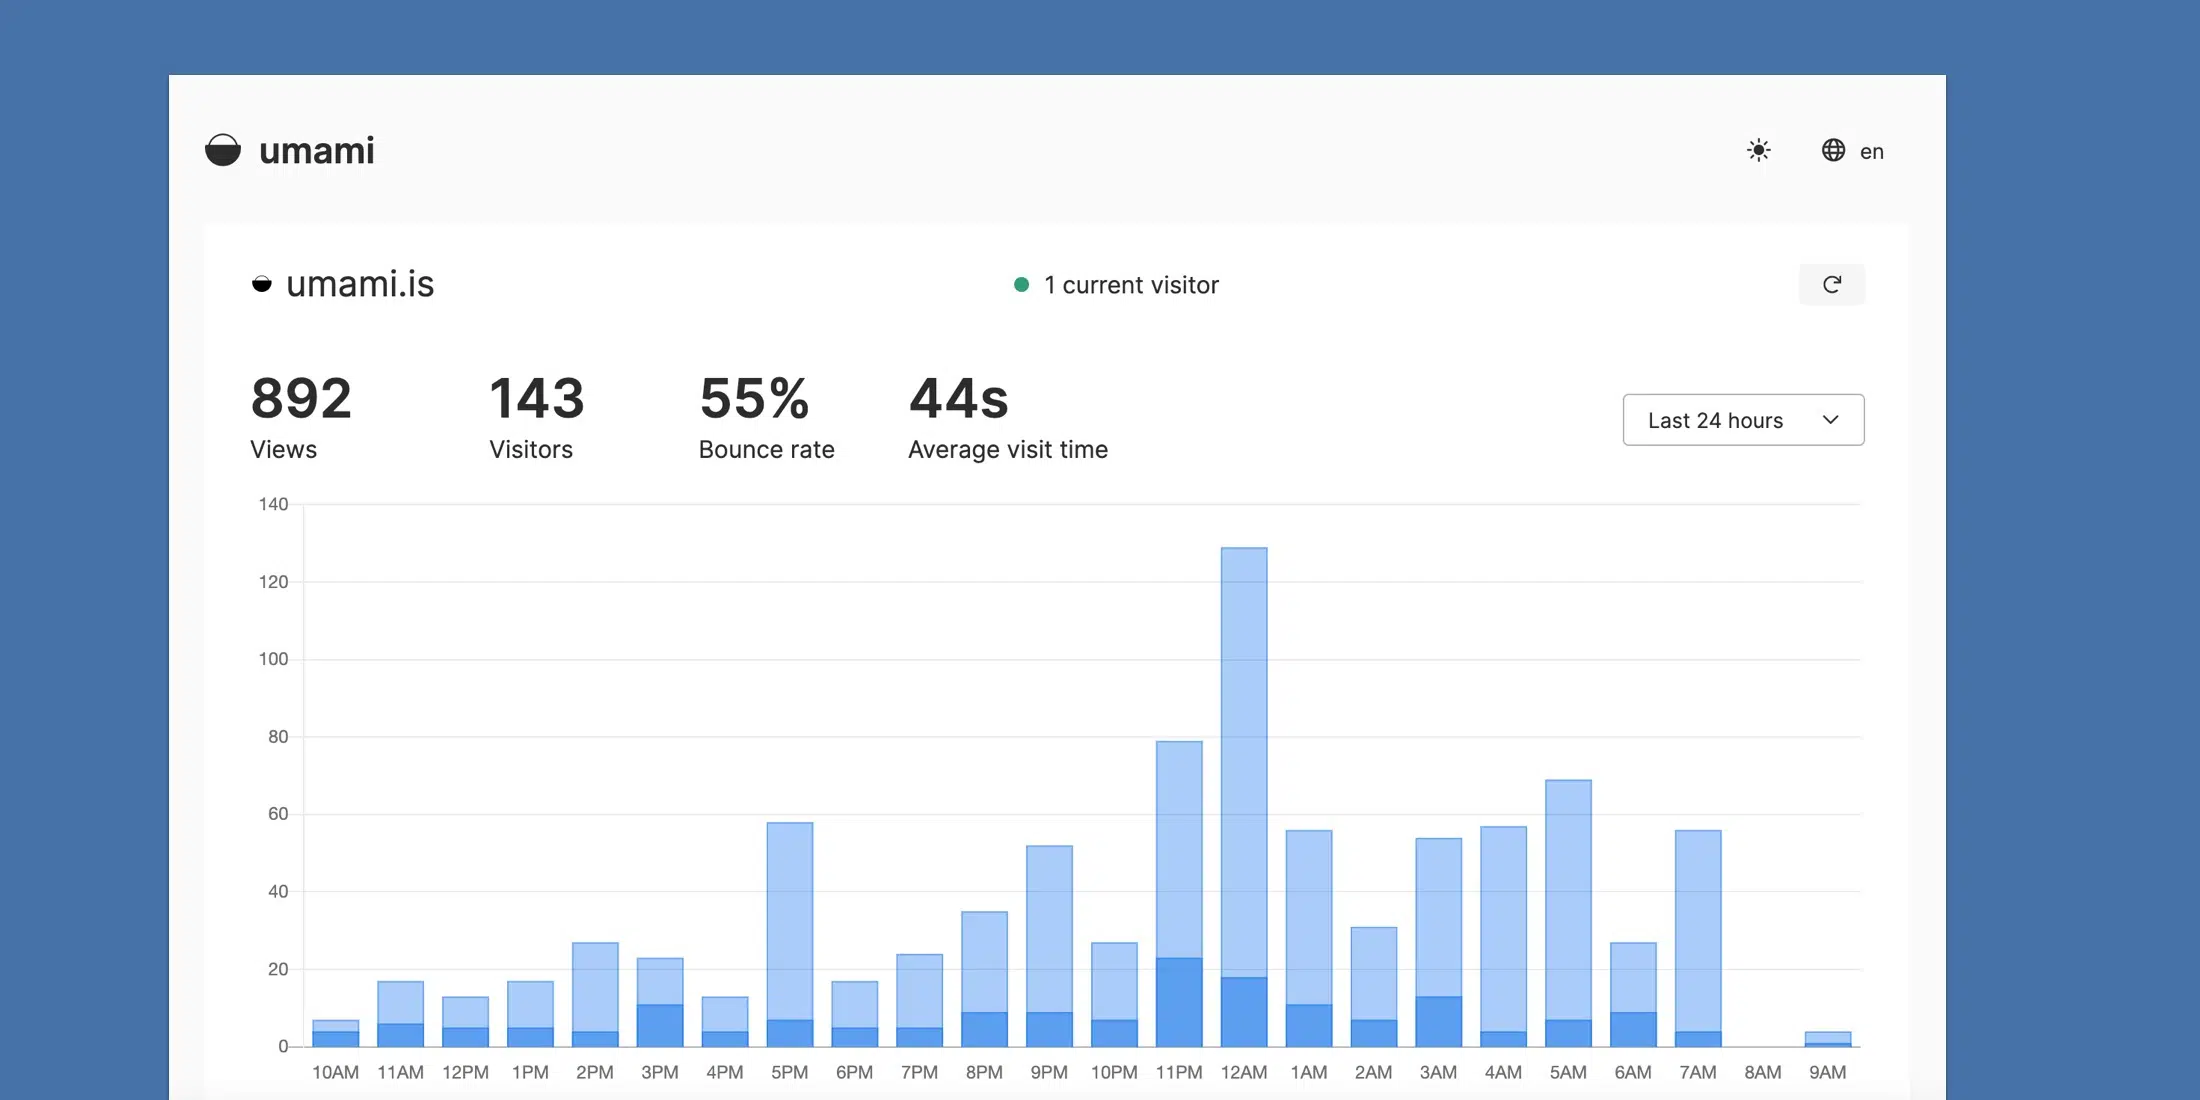 umami
en
umami.is
1 current visitor
892
Views
143
Visitors
55%
Bounce rate
44s
Average visit time
Last 24 hours
140
120
100
80
60
40
20
0
10AM 11AM 12PM 1PM 2PM 3PM 4PM 5PM 6PM 7PM 8PM 9PM 10PM 11PM 12AM 1AM 2AM 3AM 4AM 5AM 6AM 7AM 8AM 9AM